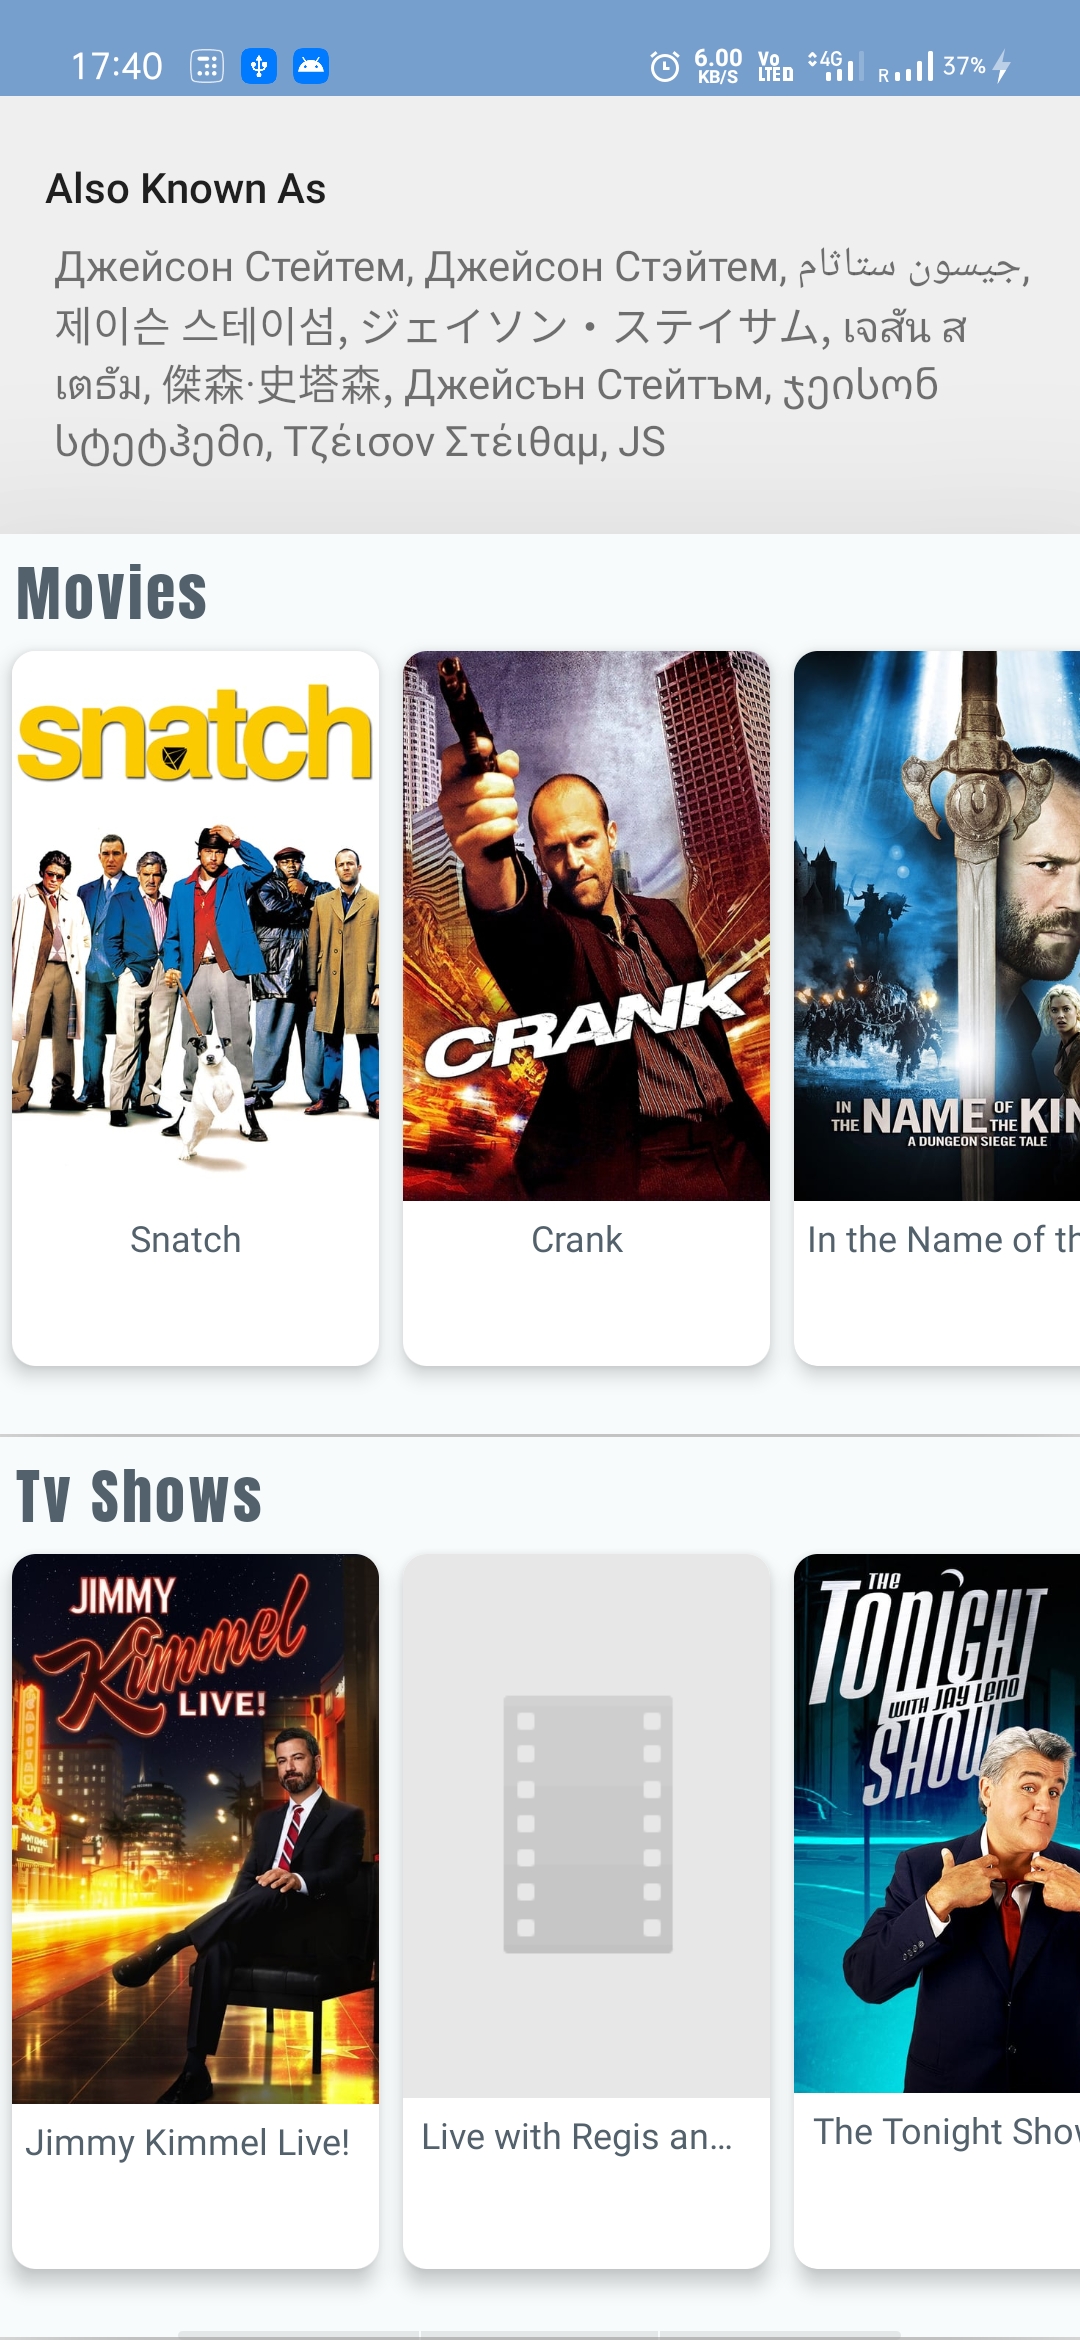 17:40
6.00 KB/S Vo LTE 4G R 37%
Also Known As
Джейсон Стейтем, Джейсон Стэйтем, جيسون ستاثام,
제이슨 스테이섬, ジェイソン・ステイサム, เจสัน ส
เตธัม, 傑森·史塔森, Джейсън Стейтъм, ჯეისონ
სტეტჰემი, Τζέισον Στέιθαμ, JS
Movies
snatch
CRANK
IN THE NAME OF THE KIN
A DUNGEON SIEGE TALE
Snatch
Crank
In the Name of th
Tv Shows
JIMMY
Kimmel
LIVE!
THE
TONIGHT
WITH JAY LENO
SHOW
Jimmy Kimmel Live!
Live with Regis an...
The Tonight Show